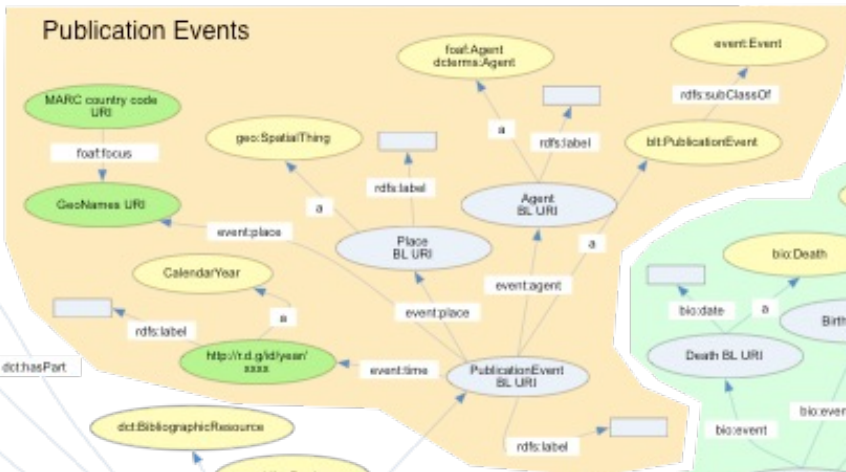 Publication Events
foaf:Agent
dcterms:Agent
event:Event
rdfs:subClassOf
MARC country code
URI
foaf:focus
geo:SpatialThing
a
rdfs:label
blt:PublicationEvent
rdfs:label
a
GeoNames URI
Agent
BL URI
event:place
Place
BL URI
a
bio:Death
CalendarYear
event:agent
bio:date
a
rdfs:label
a
event:place
Birth
http://r.d.g/id/year/
xxxx
Death BL URI
dct:hasPart
event:time
PublicationEvent
BL URI
dct:BibliographicResource
rdfs:label
bio:event
bio:even